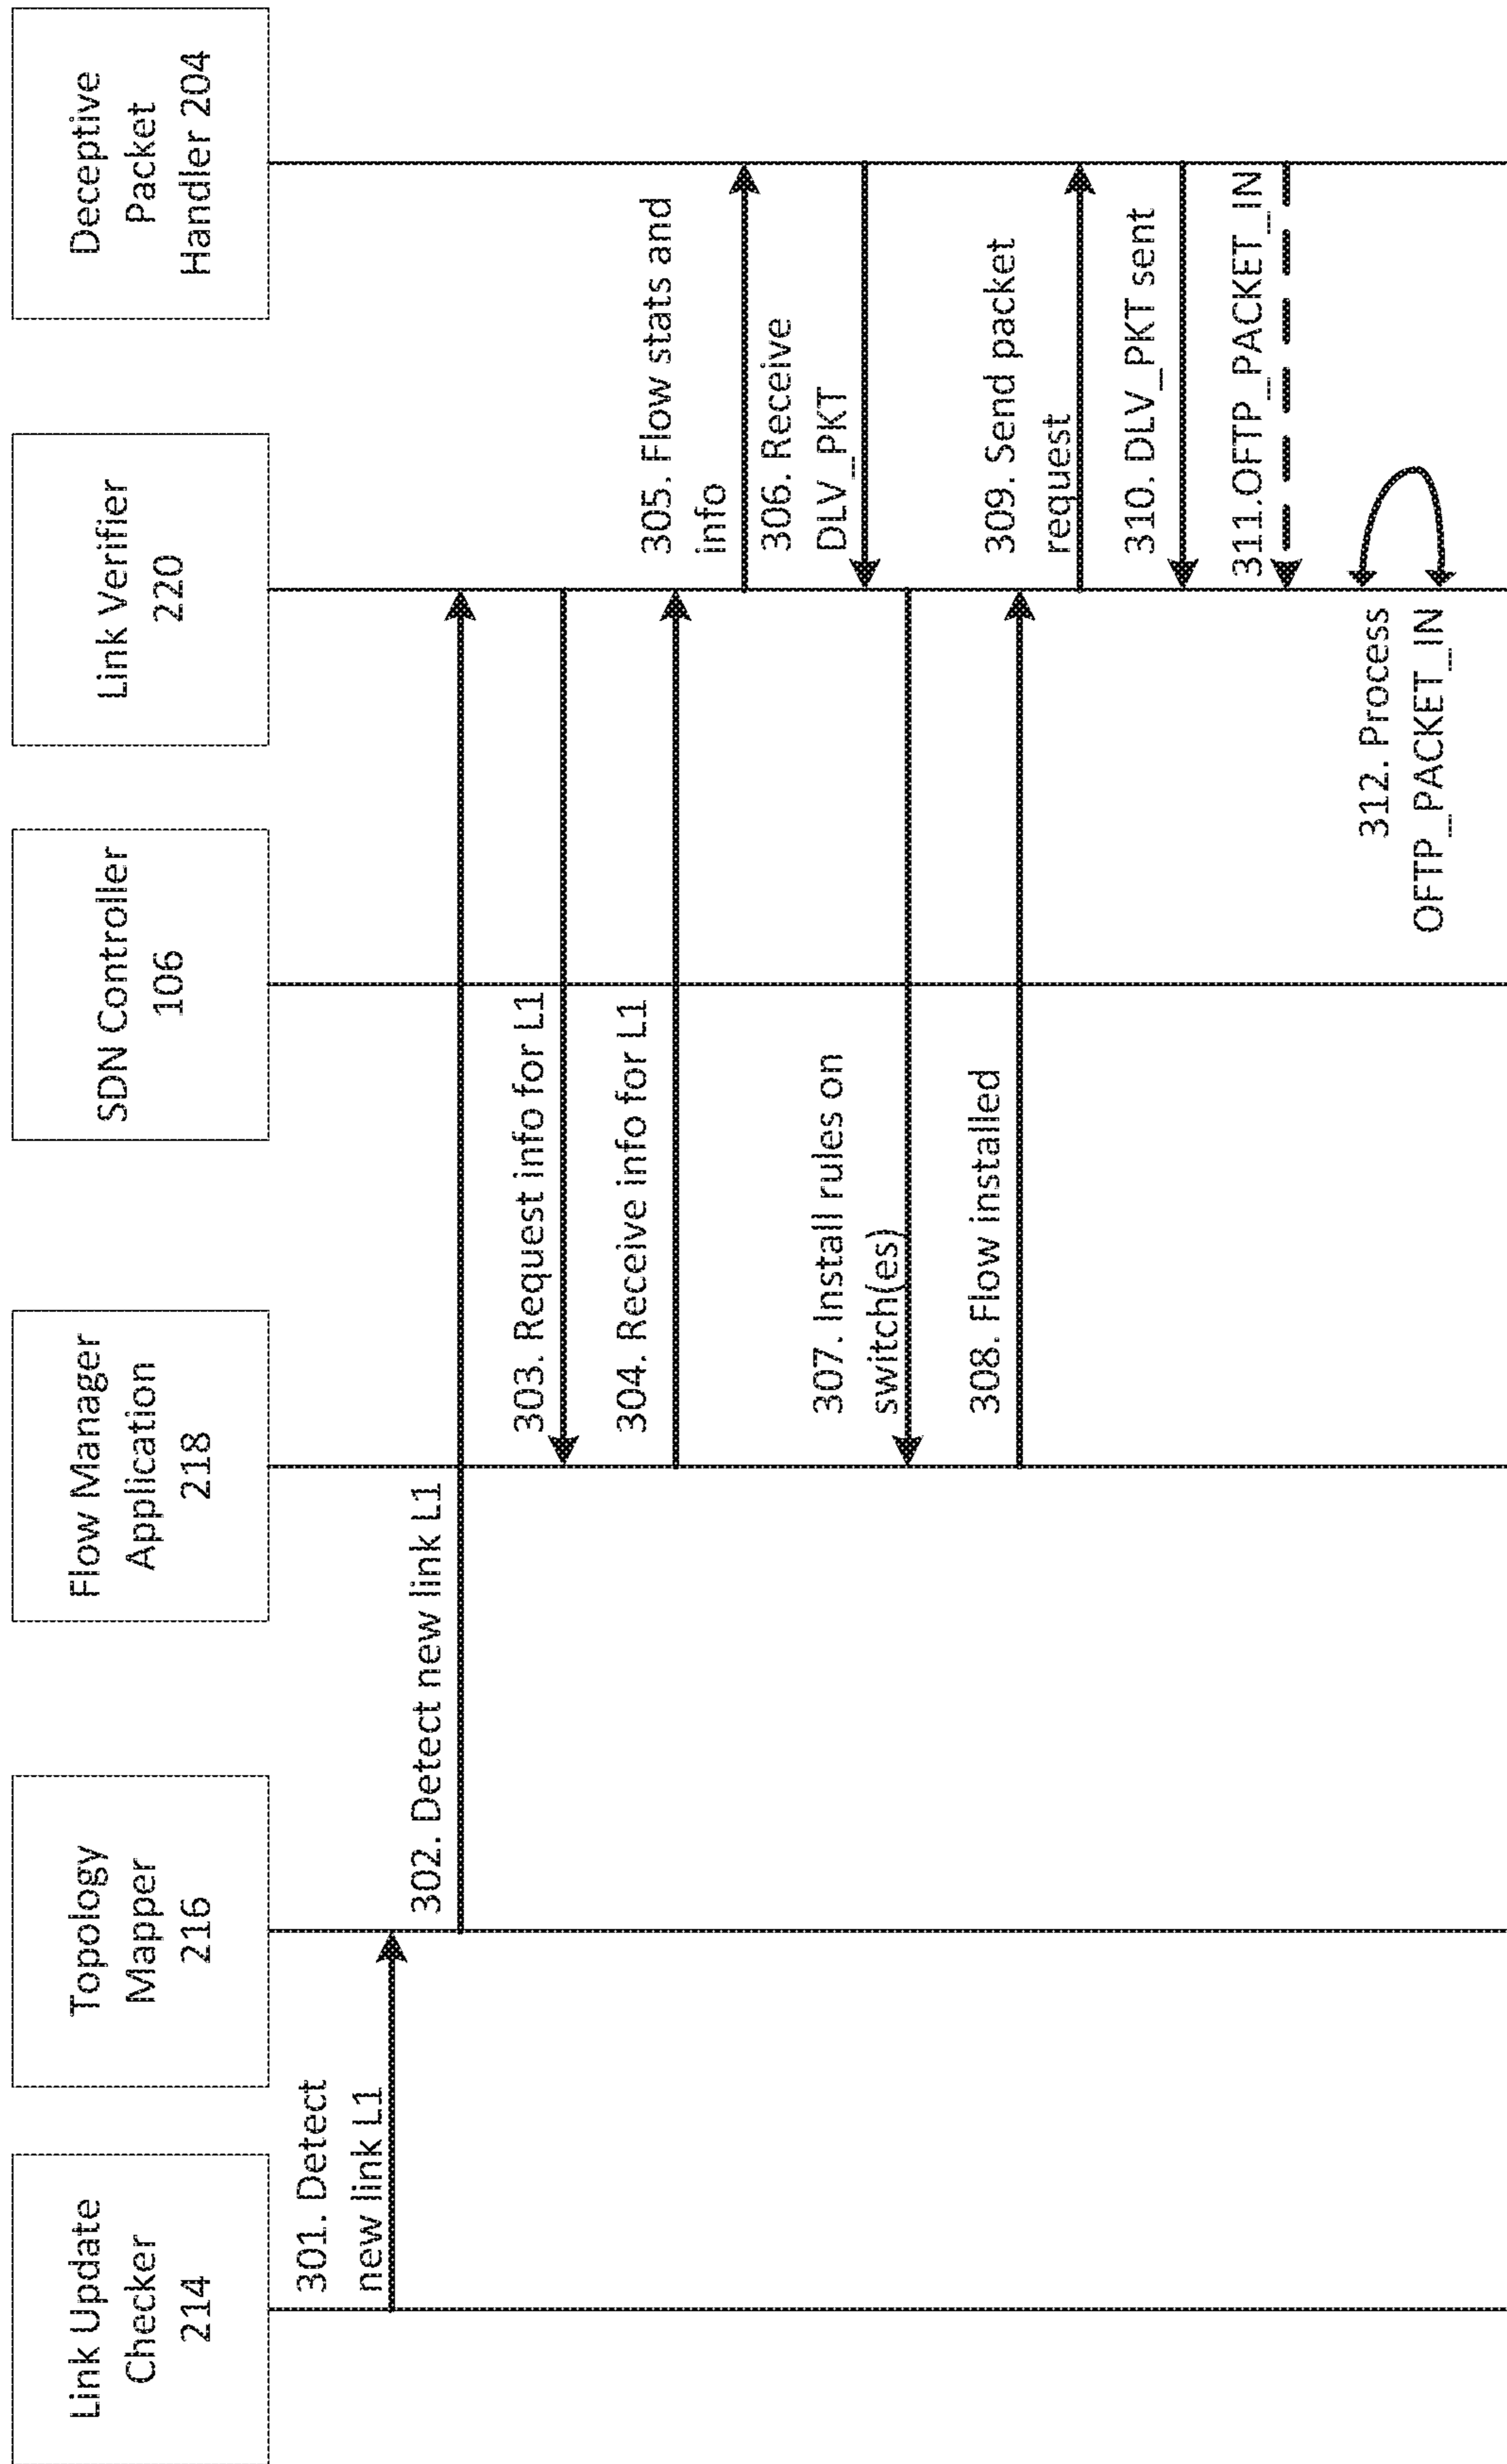 Link Update
Checker
214
Topology
Mapper
216
Flow Manager
Application
218
SDN Controller
106
Link Verifier
220
Deceptive
Packet
Handler 204
301. Detect
new link L1
302. Detect new link L1
303. Request info for L1
304. Receive info for L1
305. Flow stats and
info
306. Receive
DLV_PKT
307. Install rules on
switch(es)
308. Flow installed
309. Send packet
request
310. DLV_PKT sent
311.OFTP_PACKET_IN
312. Process
OFTP_PACKET_IN